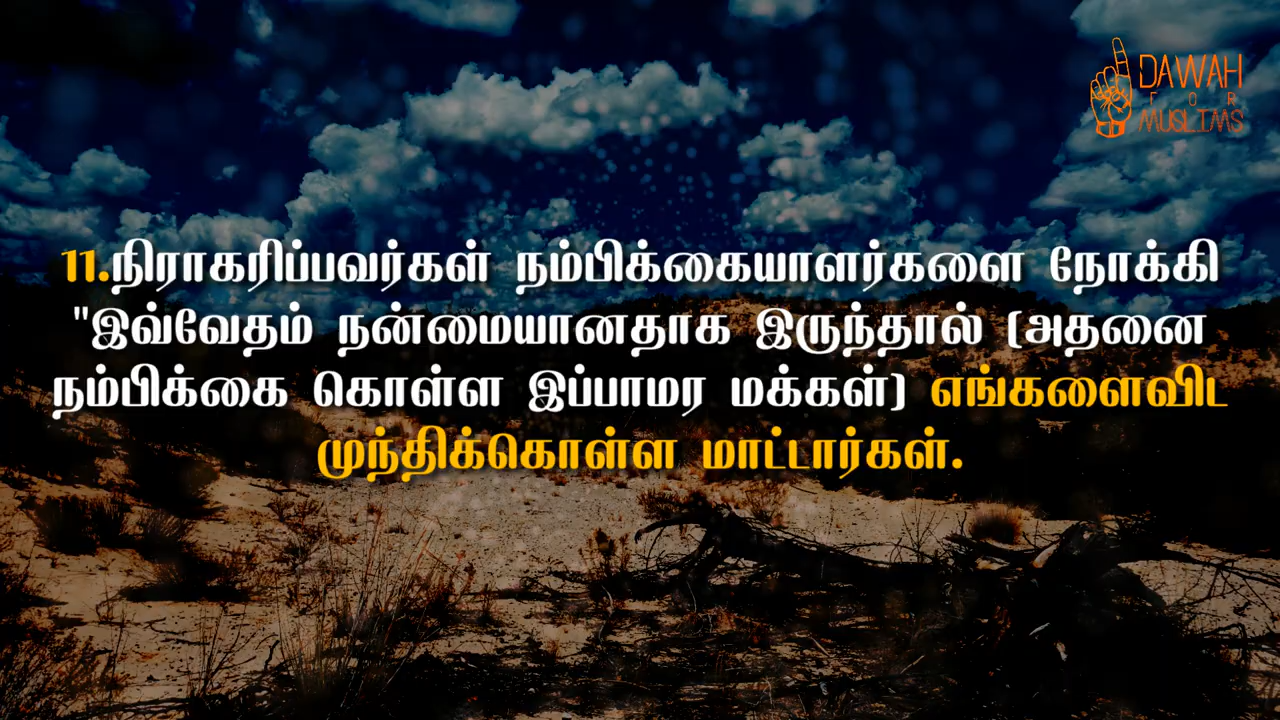 DAWAH
FOR
MUSLIMS
11.நிராகரிப்பவர்கள் நம்பிக்கையாளர்களை நோக்கி
"இவ்வேதம் நன்மையானதாக இருந்தால் (அதனை
நம்பிக்கை கொள்ள இப்பாமர மக்கள்) எங்களைவிட
முந்திக்கொள்ள மாட்டார்கள்.